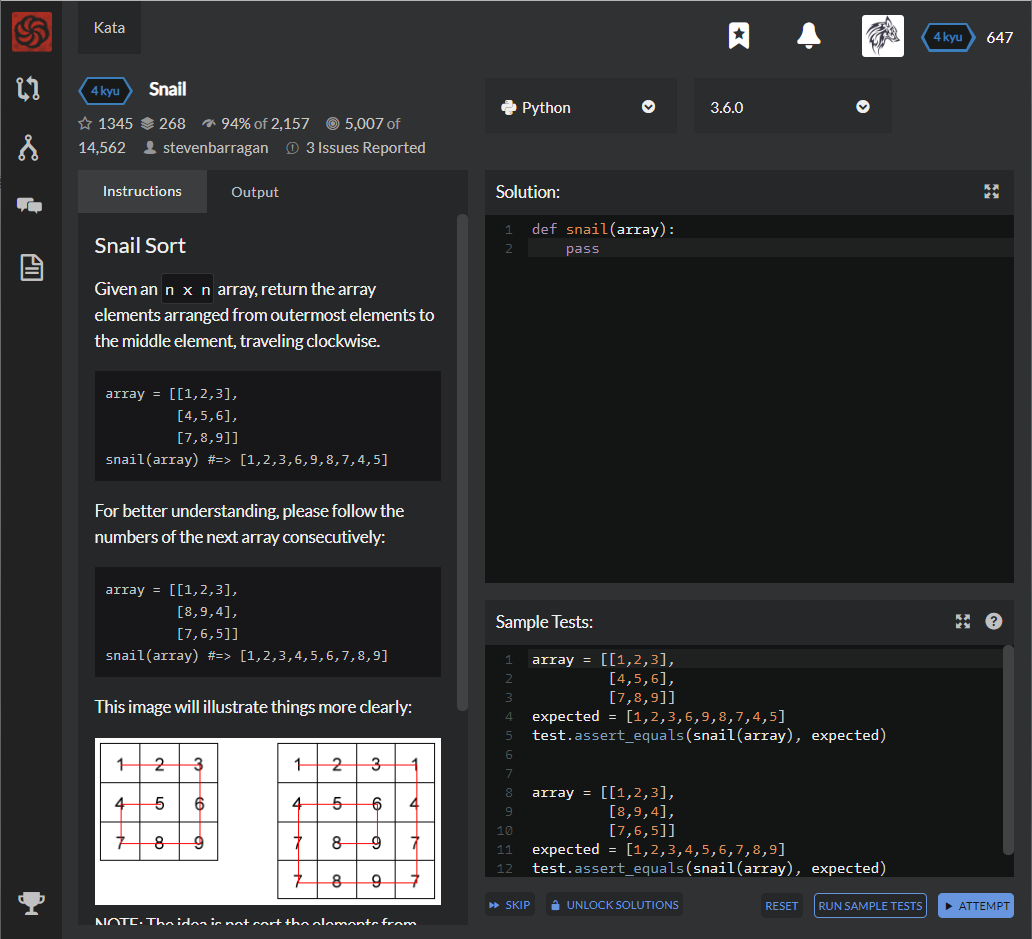 Kata
4 kyu 647
4 kyu Snail
1345 268 94% of 2,157 5,007 of
14,562 stevenbarragan 3 Issues Reported
Python 3.6.0
Instructions Output
Snail Sort
Given an n x n array, return the array
elements arranged from outermost elements to
the middle element, traveling clockwise.
array = [[1,2,3],
[4,5,6],
[7,8,9]]
snail(array) #=> [1,2,3,6,9,8,7,4,5]
For better understanding, please follow the
numbers of the next array consecutively:
array = [[1,2,3],
[8,9,4],
[7,6,5]]
snail(array) #=> [1,2,3,4,5,6,7,8,9]
This image will illustrate things more clearly:
1 2 3
4 5 6
7 8 9
1 2 3 1
4 5 6 4
7 8 9 7
7 8 9 7
NOTE: The idea is not sort the elements from
Solution:
1 def snail(array):
2 pass
Sample Tests:
1 array = [[1,2,3],
2 [4,5,6],
3 [7,8,9]]
4 expected = [1,2,3,6,9,8,7,4,5]
5 test.assert_equals(snail(array), expected)
6
7
8 array = [[1,2,3],
9 [8,9,4],
10 [7,6,5]]
11 expected = [1,2,3,4,5,6,7,8,9]
12 test.assert_equals(snail(array), expected)
SKIP UNLOCK SOLUTIONS RESET RUN SAMPLE TESTS ATTEMPT